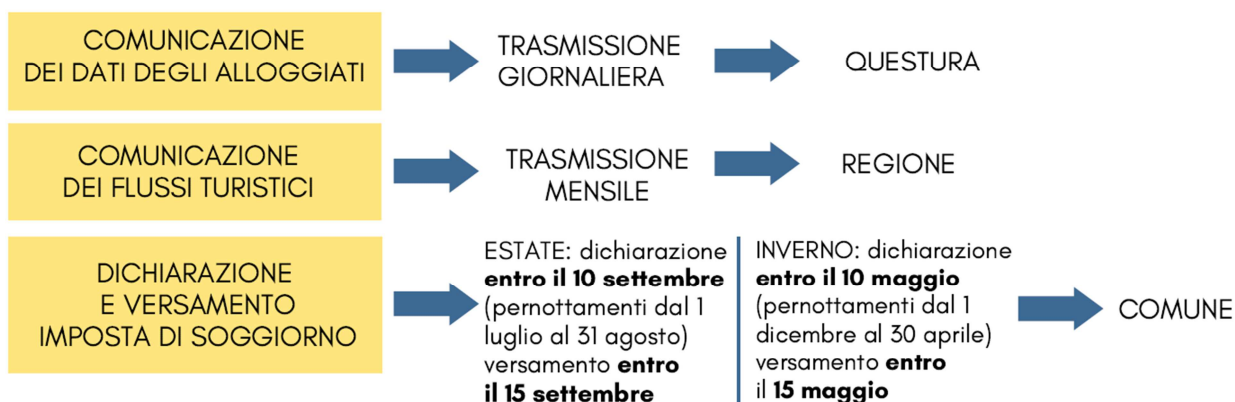 COMUNICAZIONE
DEI DATI DEGLI ALLOGGIATI
TRASMISSIONE
GIORNALIERA
QUESTURA
COMUNICAZIONE
DEI FLUSSI TURISTICI
TRASMISSIONE
MENSILE
REGIONE
DICHIARAZIONE
E VERSAMENTO
IMPOSTA DI SOGGIORNO
ESTATE: dichiarazione
entro il 10 settembre
(pernottamenti dal 1
luglio al 31 agosto)
versamento entro
il 15 settembre
INVERNO: dichiarazione
entro il 10 maggio
(pernottamenti dal 1
dicembre al 30 aprile)
versamento entro
il 15 maggio
COMUNE